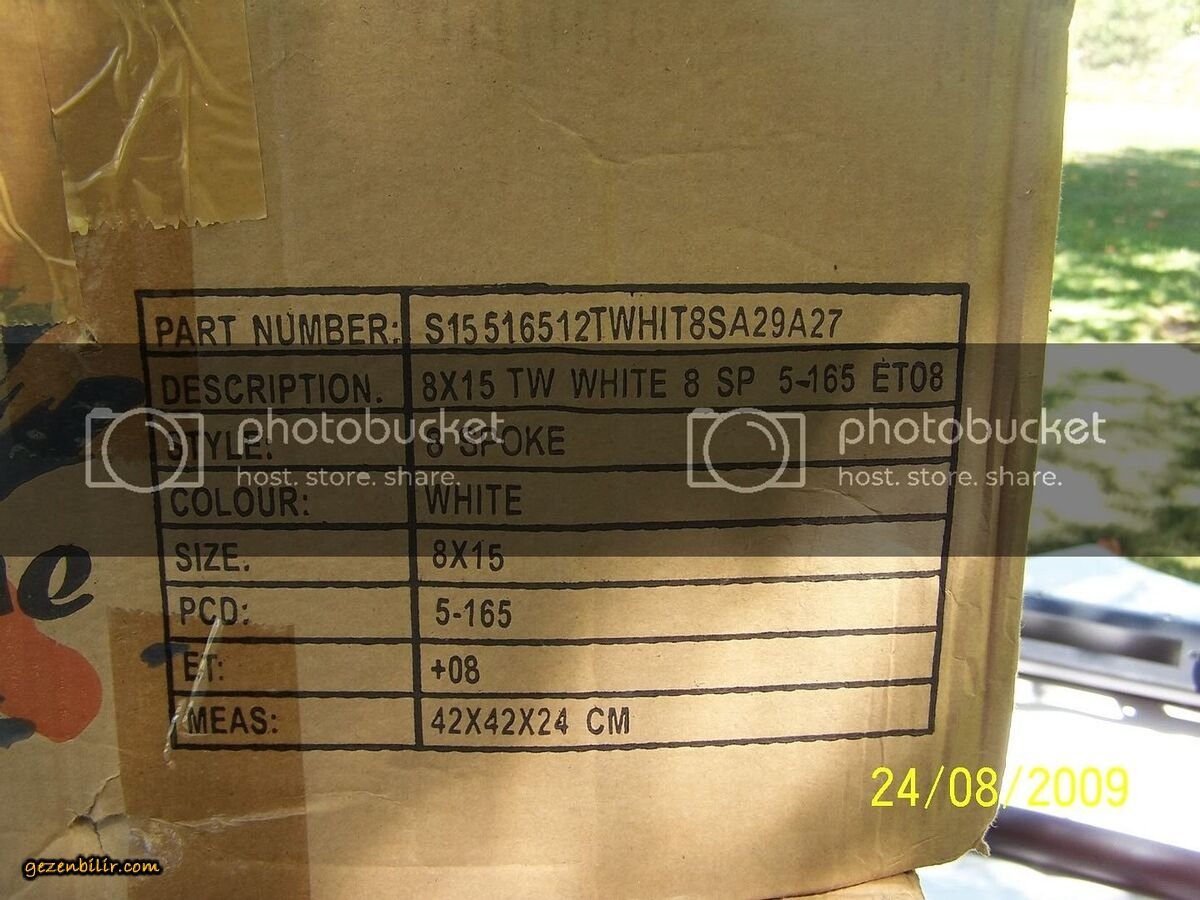 PART NUMBER: S15516512TWHIT8SA29A27
DESCRIPTION. 8X15 TW WHITE 8 SP 5-165 ET08
STYLE: 8 SPOKE
COLOUR: WHITE
SIZE. 8X15
PCD: 5-165
ET: +08
MEAS: 42X42X24 CM
photobucket photobucket
host. store. share. host. store. share.
24/08/2009
gezenbilir.com